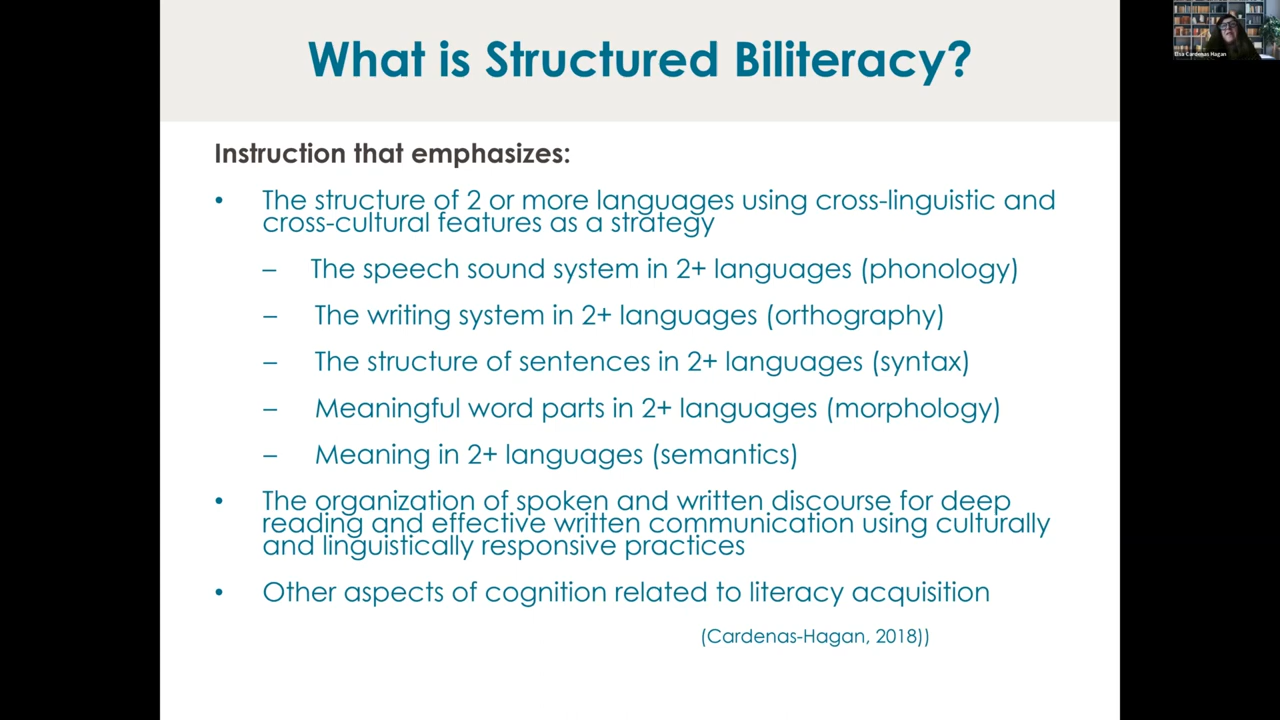 What is Structured Biliteracy?
Elsa Cardenas Hagan
Instruction that emphasizes:
• The structure of 2 or more languages using cross-linguistic and
cross-cultural features as a strategy
– The speech sound system in 2+ languages (phonology)
– The writing system in 2+ languages (orthography)
– The structure of sentences in 2+ languages (syntax)
– Meaningful word parts in 2+ languages (morphology)
– Meaning in 2+ languages (semantics)
• The organization of spoken and written discourse for deep
reading and effective written communication using culturally
and linguistically responsive practices
• Other aspects of cognition related to literacy acquisition
(Cardenas-Hagan, 2018))